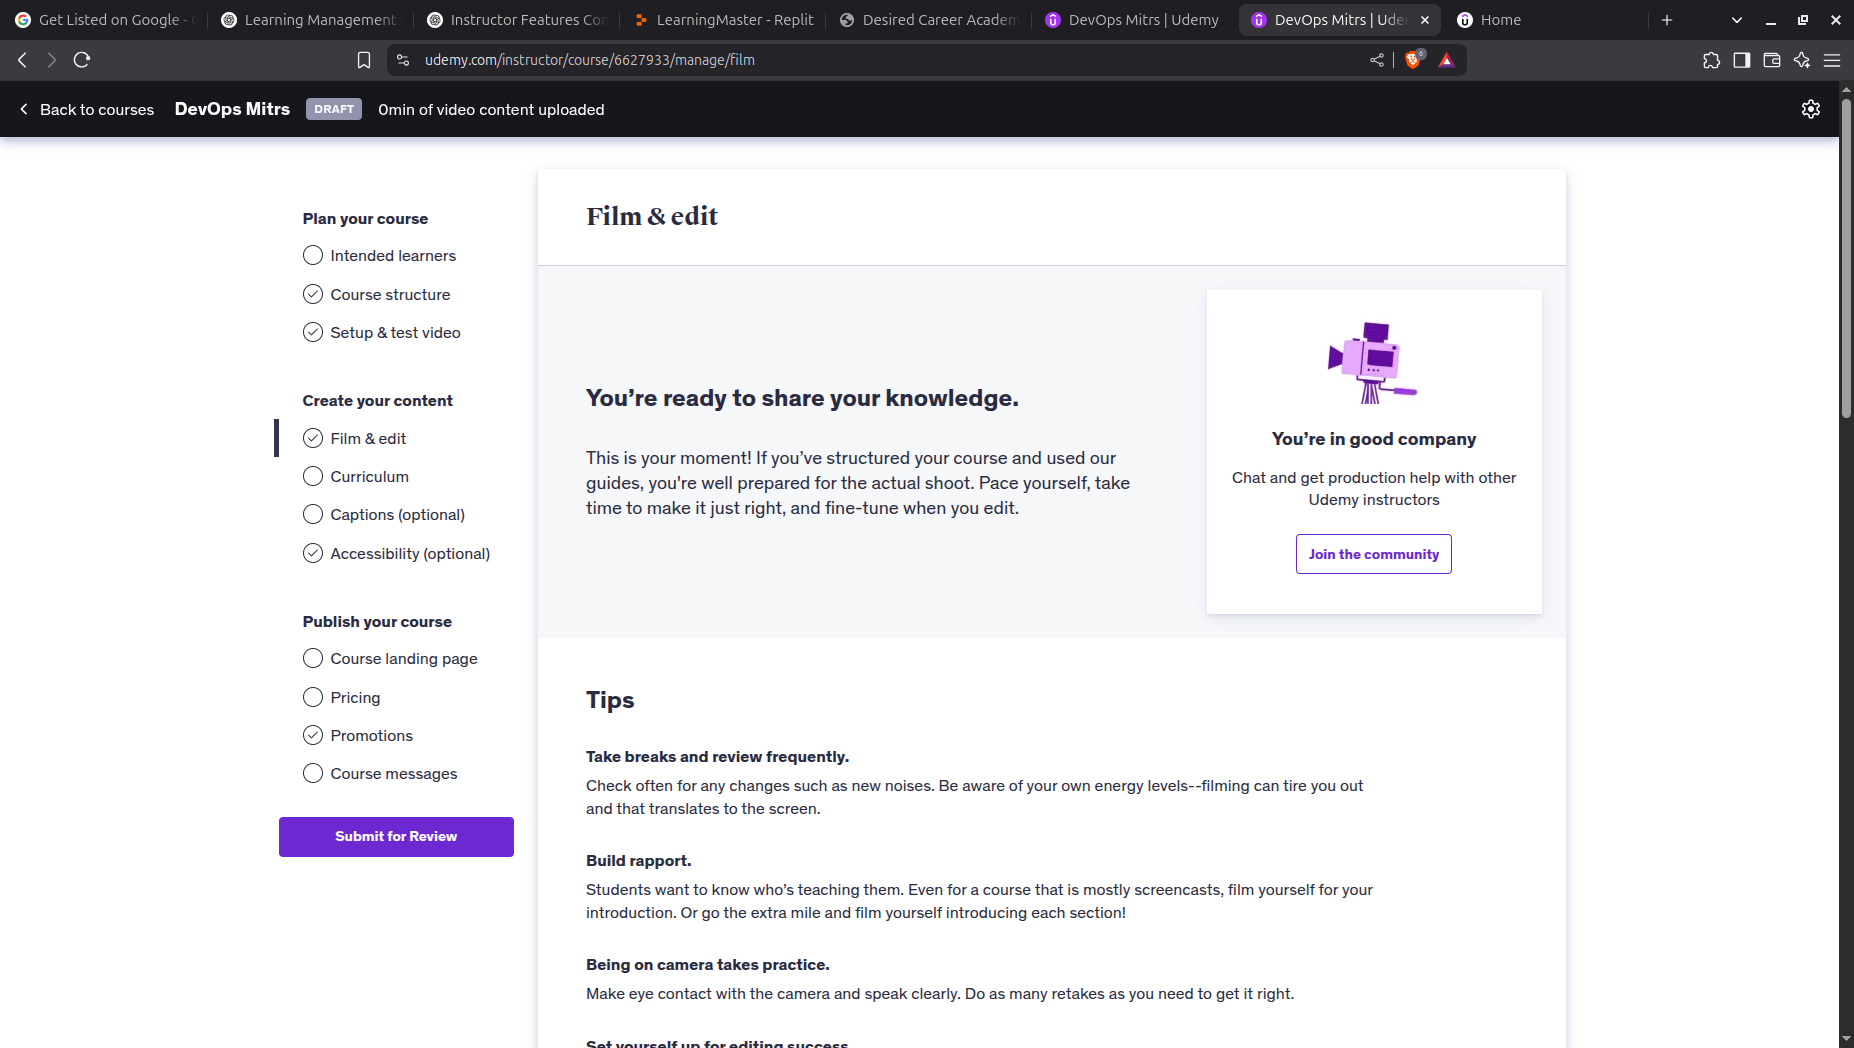 Get Listed on Google -
Learning Management
Instructor Features Con
LearningMaster - Replit
Desired Career Academ
DevOps Mitrs | Udemy
DevOps Mitrs | Ude
Home
udemy.com/instructor/course/6627933/manage/film
6
Back to courses
DevOps Mitrs
DRAFT
0min of video content uploaded
Plan your course
Intended learners
Course structure
Setup & test video
Create your content
Film & edit
Curriculum
Captions (optional)
Accessibility (optional)
Publish your course
Course landing page
Pricing
Promotions
Course messages
Submit for Review
Film & edit
You’re ready to share your knowledge.
This is your moment! If you’ve structured your course and used our
guides, you're well prepared for the actual shoot. Pace yourself, take
time to make it just right, and fine-tune when you edit.
You’re in good company
Chat and get production help with other
Udemy instructors
Join the community
Tips
Take breaks and review frequently.
Check often for any changes such as new noises. Be aware of your own energy levels--filming can tire you out
and that translates to the screen.
Build rapport.
Students want to know who’s teaching them. Even for a course that is mostly screencasts, film yourself for your
introduction. Or go the extra mile and film yourself introducing each section!
Being on camera takes practice.
Make eye contact with the camera and speak clearly. Do as many retakes as you need to get it right.
Set yourself up for editing success